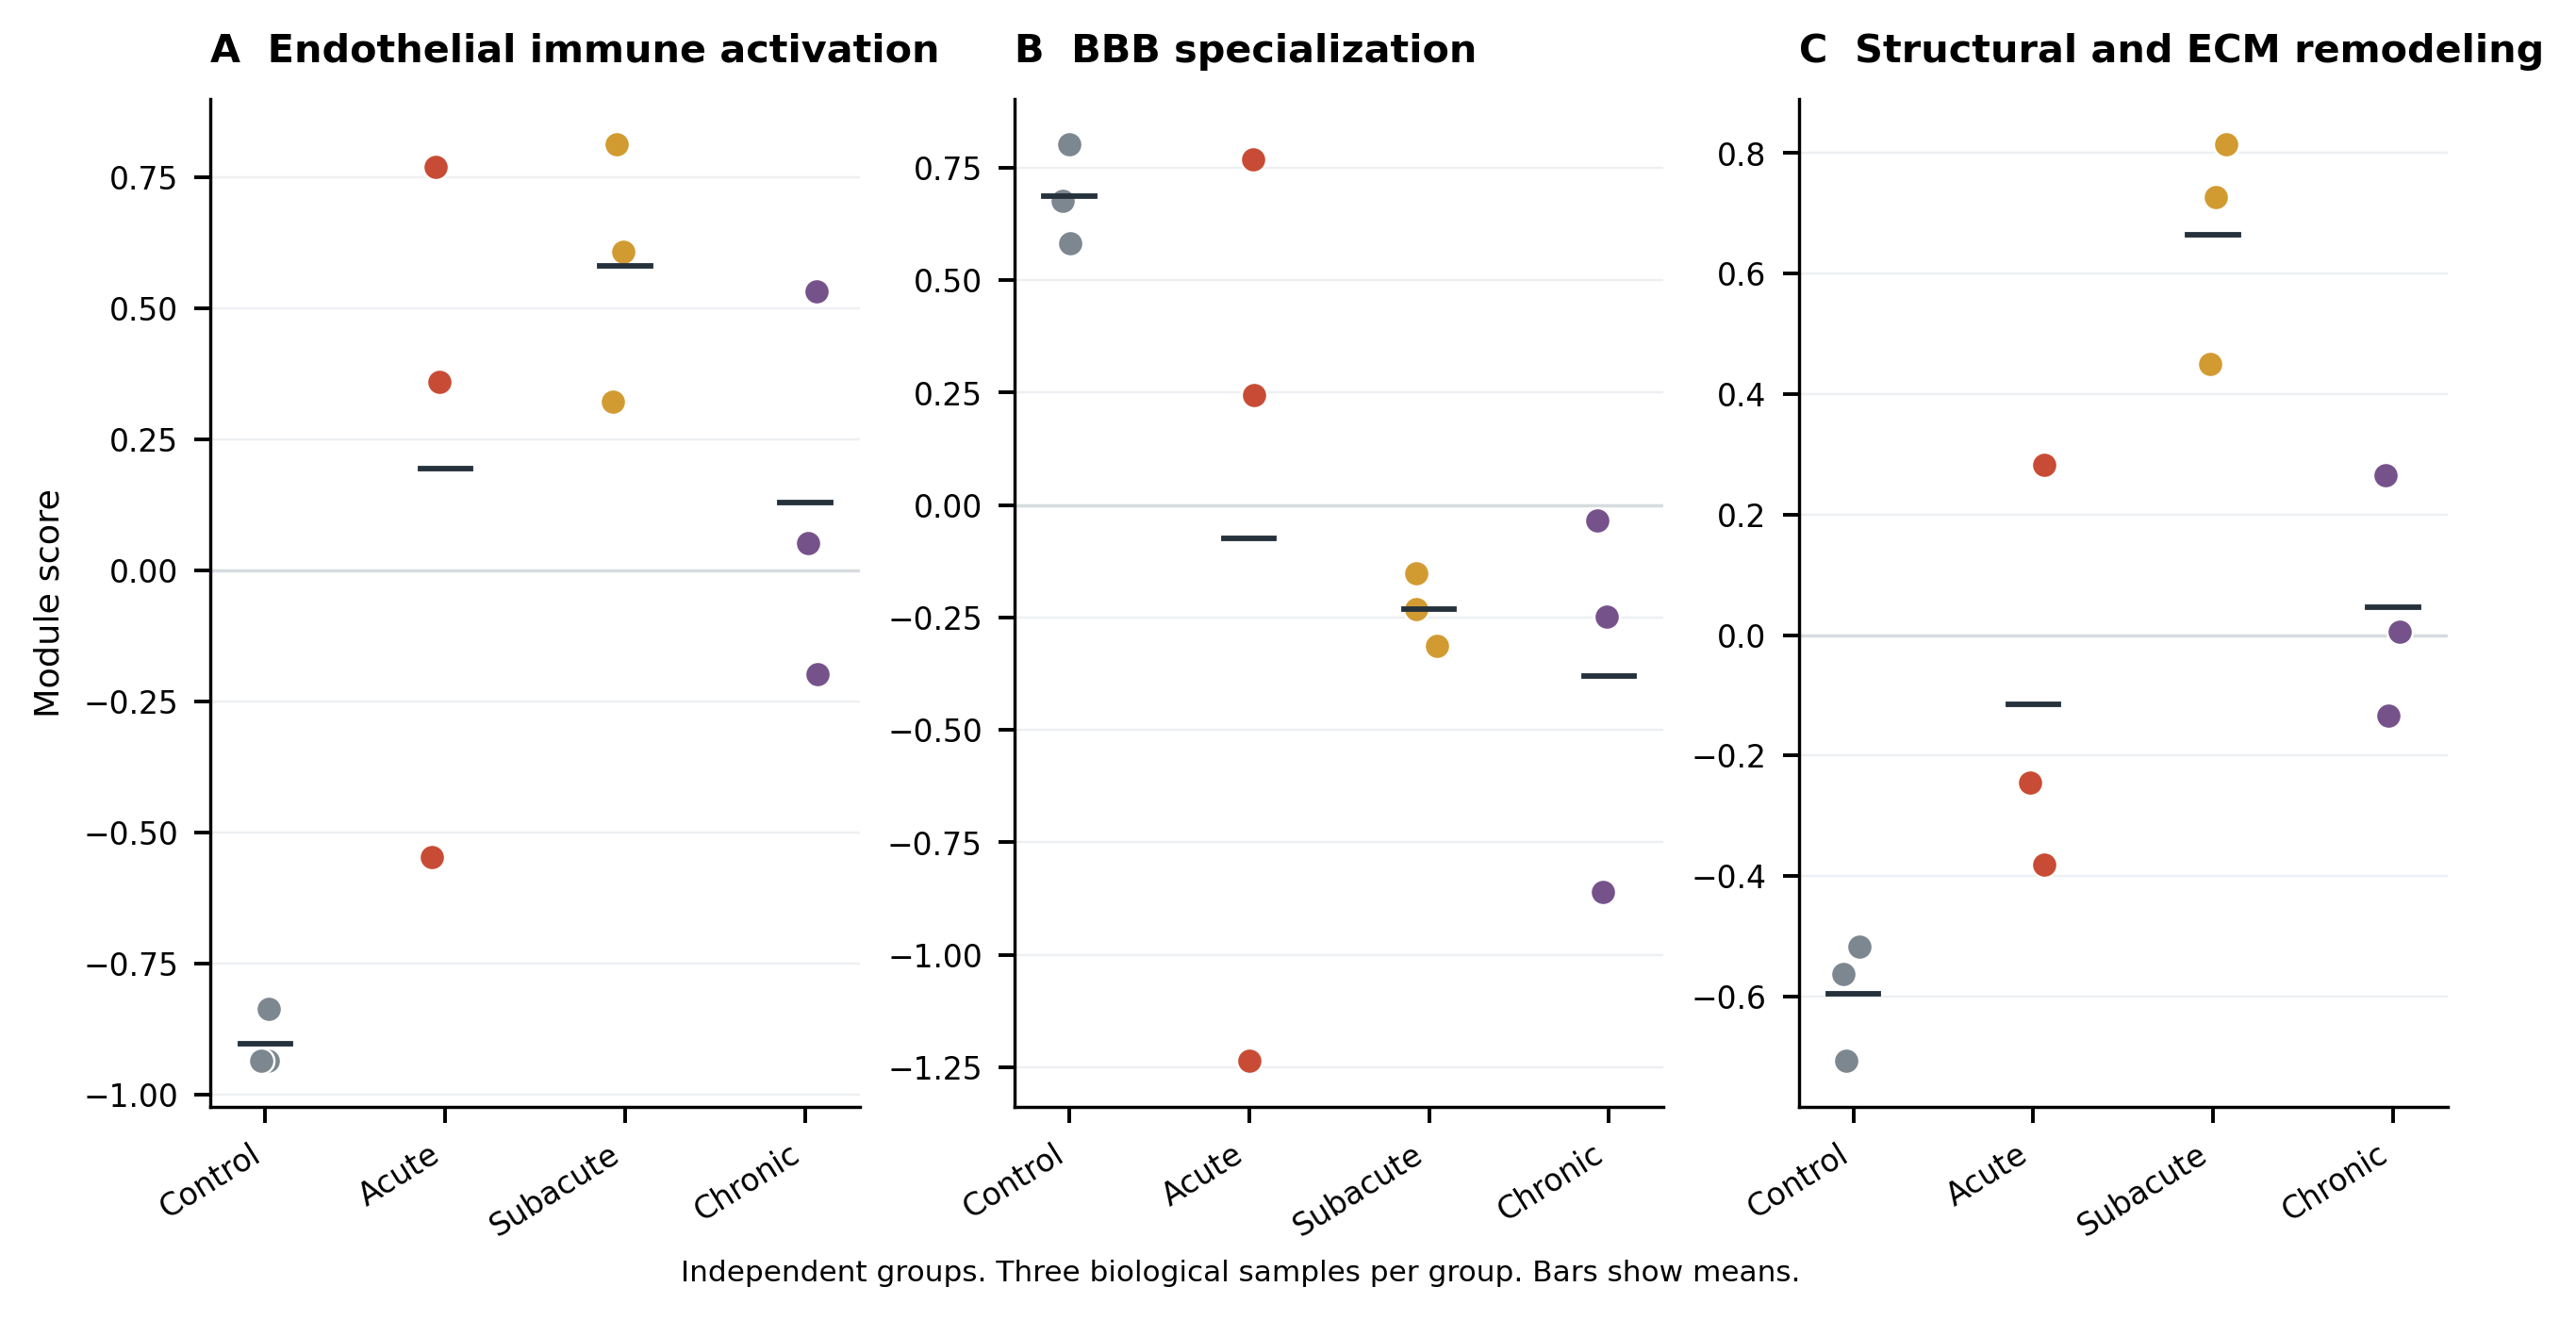 A  Endothelial immune activation
Module score
0.75
0.50
0.25
0.00
−0.25
−0.50
−0.75
−1.00
Control
Acute
Subacute
Chronic
B  BBB specialization
0.75
0.50
0.25
0.00
−0.25
−0.50
−0.75
−1.00
−1.25
Control
Acute
Subacute
Chronic
C  Structural and ECM remodeling
0.8
0.6
0.4
0.2
0.0
−0.2
−0.4
−0.6
Control
Acute
Subacute
Chronic
Independent groups. Three biological samples per group. Bars show means.